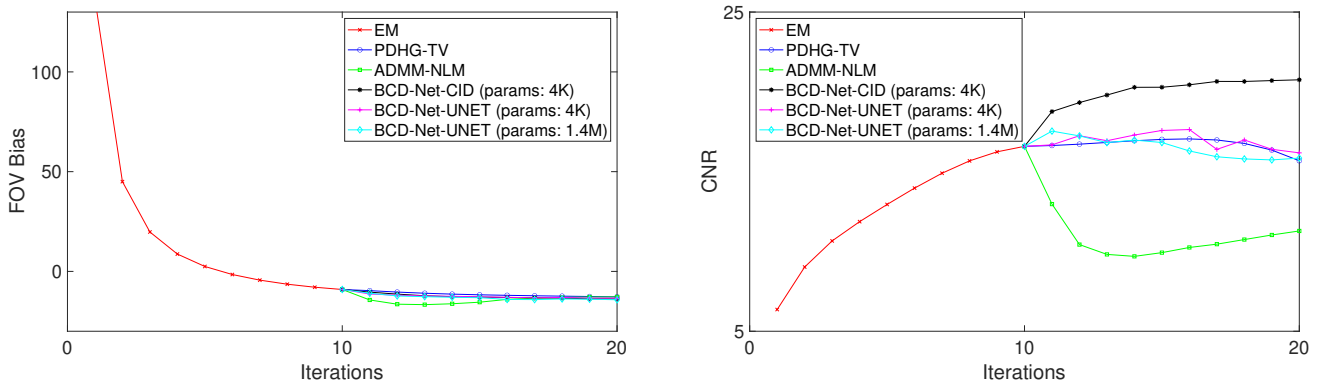 FOV Bias
100
50
0
0
10
20
Iterations
EM
PDHG-TV
ADMM-NLM
BCD-Net-CID (params: 4K)
BCD-Net-UNET (params: 4K)
BCD-Net-UNET (params: 1.4M)
CNR
25
5
0
10
20
Iterations
EM
PDHG-TV
ADMM-NLM
BCD-Net-CID (params: 4K)
BCD-Net-UNET (params: 4K)
BCD-Net-UNET (params: 1.4M)